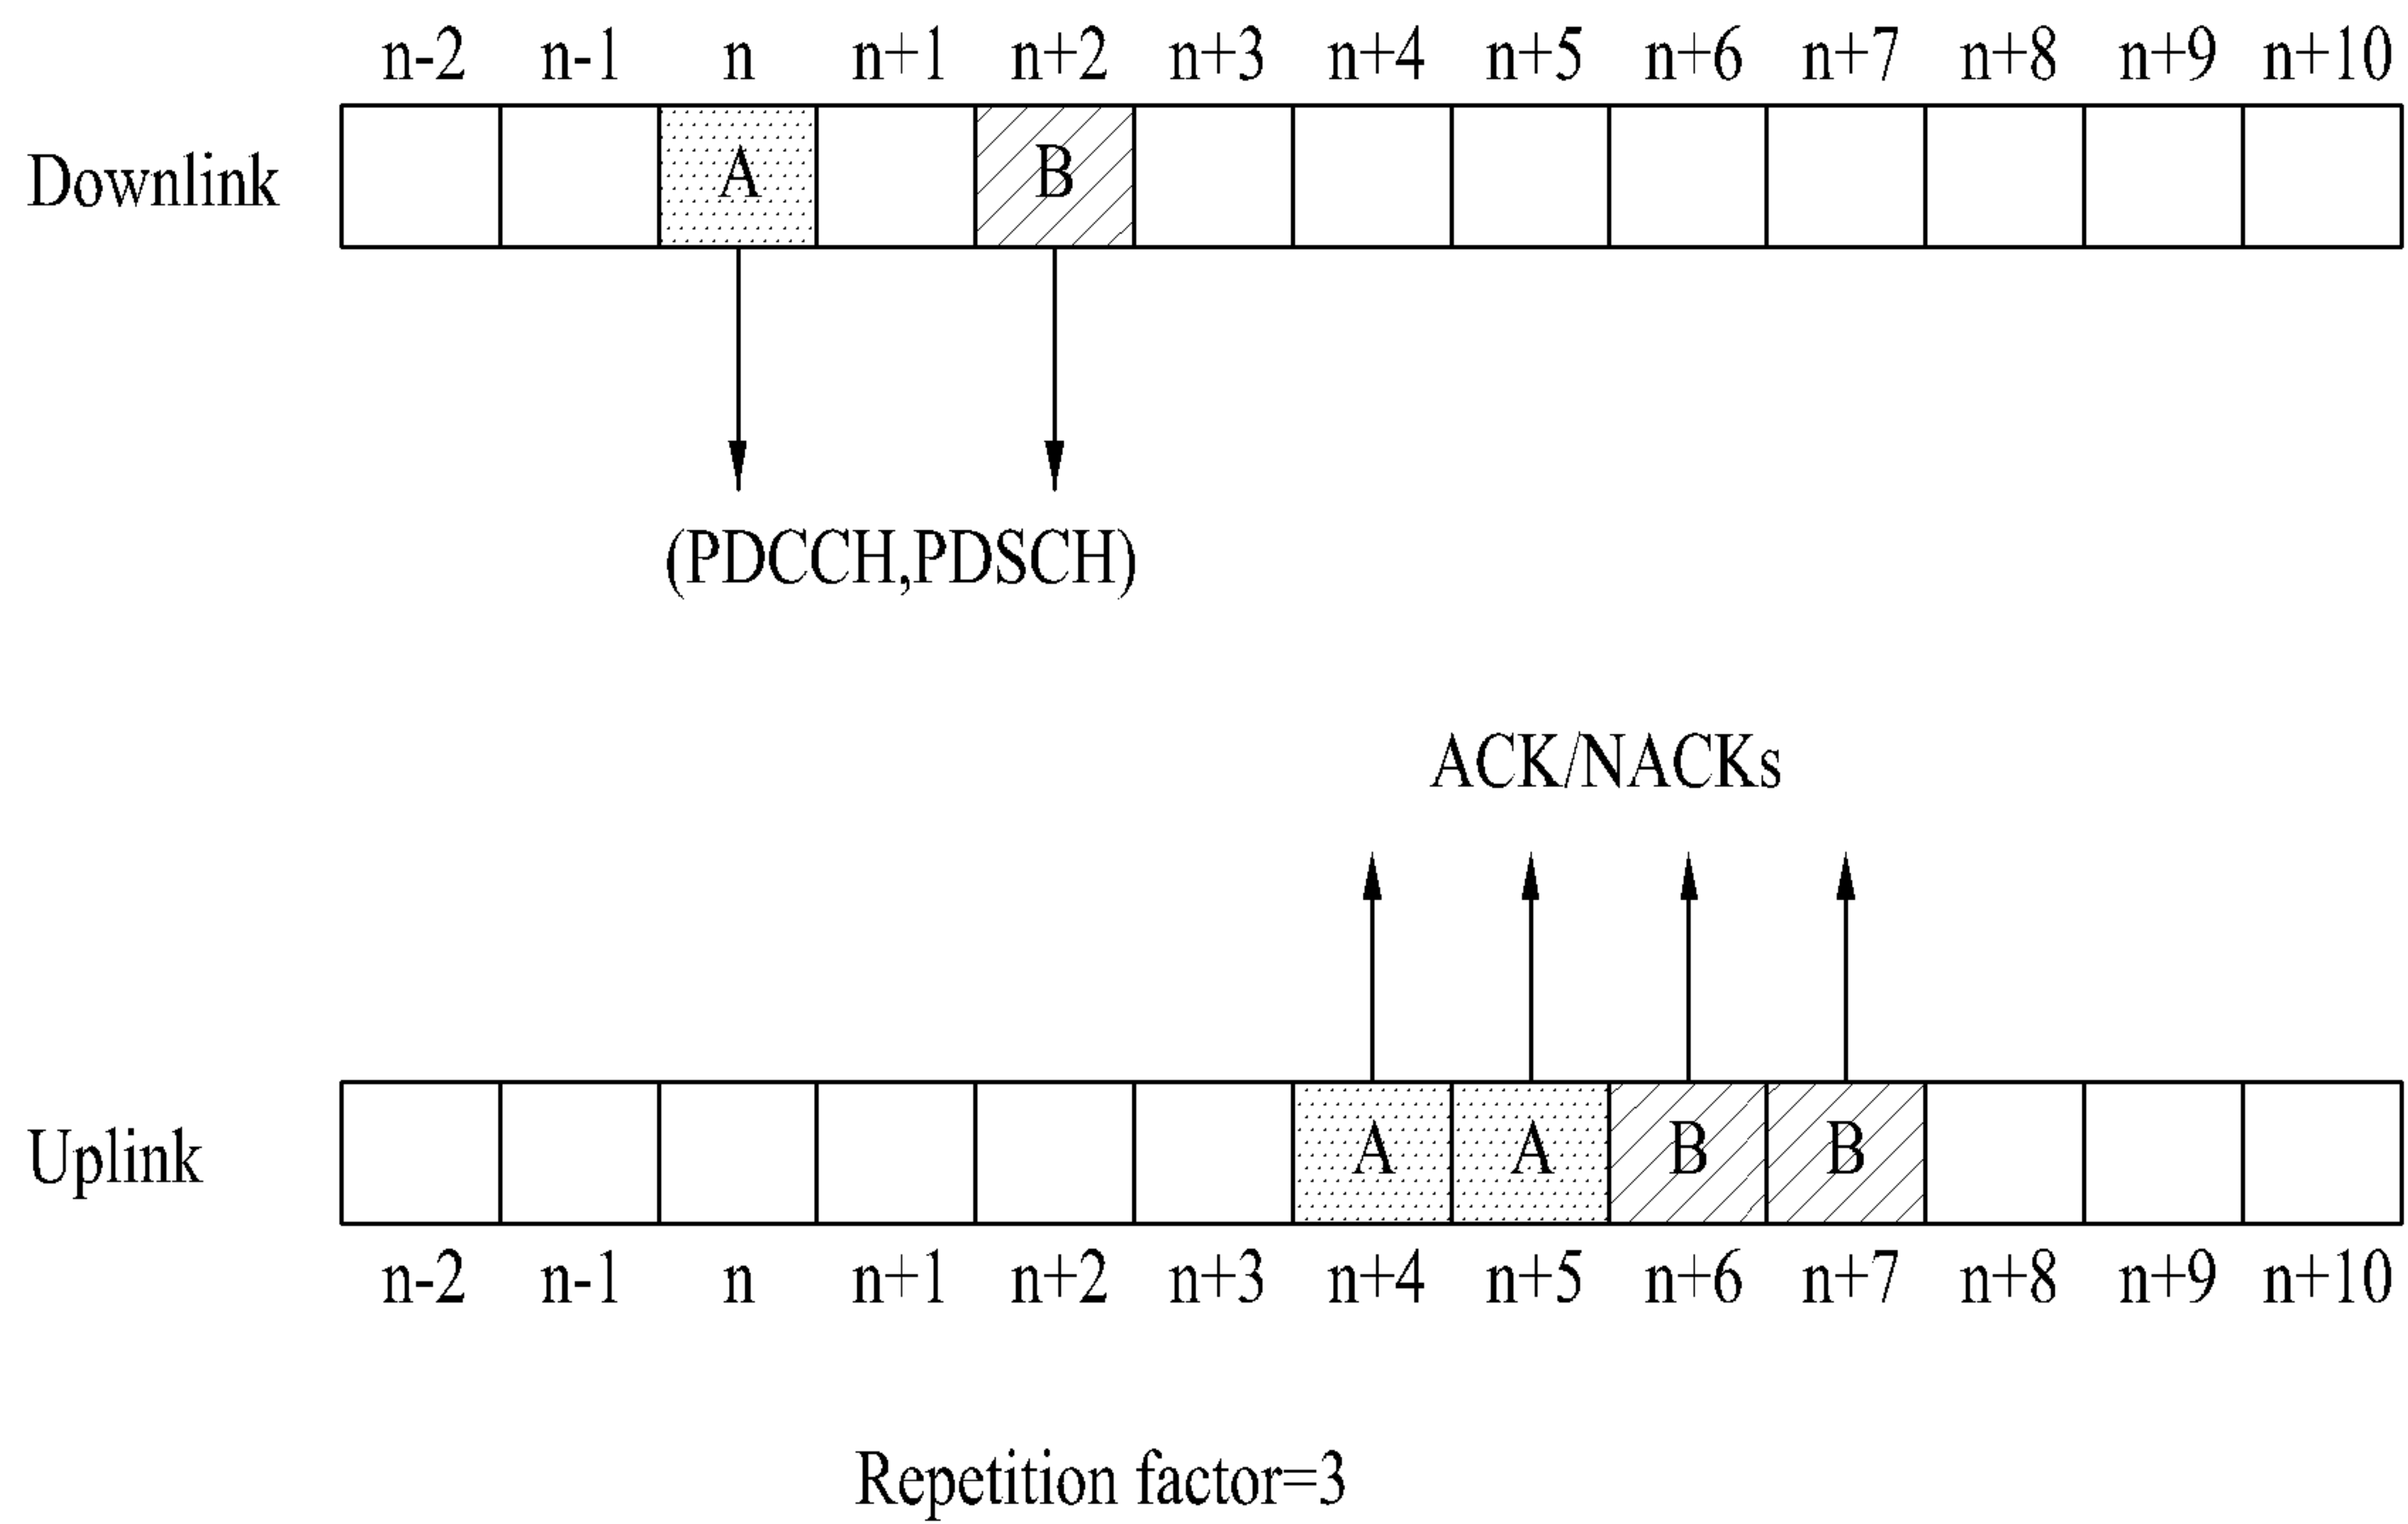 n-2 n-1 n n+1 n+2 n+3 n+4 n+5 n+6 n+7 n+8 n+9 n+10
Downlink A B
(PDCCH,PDSCH)
ACK/NACKs
Uplink A A B B
n-2 n-1 n n+1 n+2 n+3 n+4 n+5 n+6 n+7 n+8 n+9 n+10
Repetition factor=3